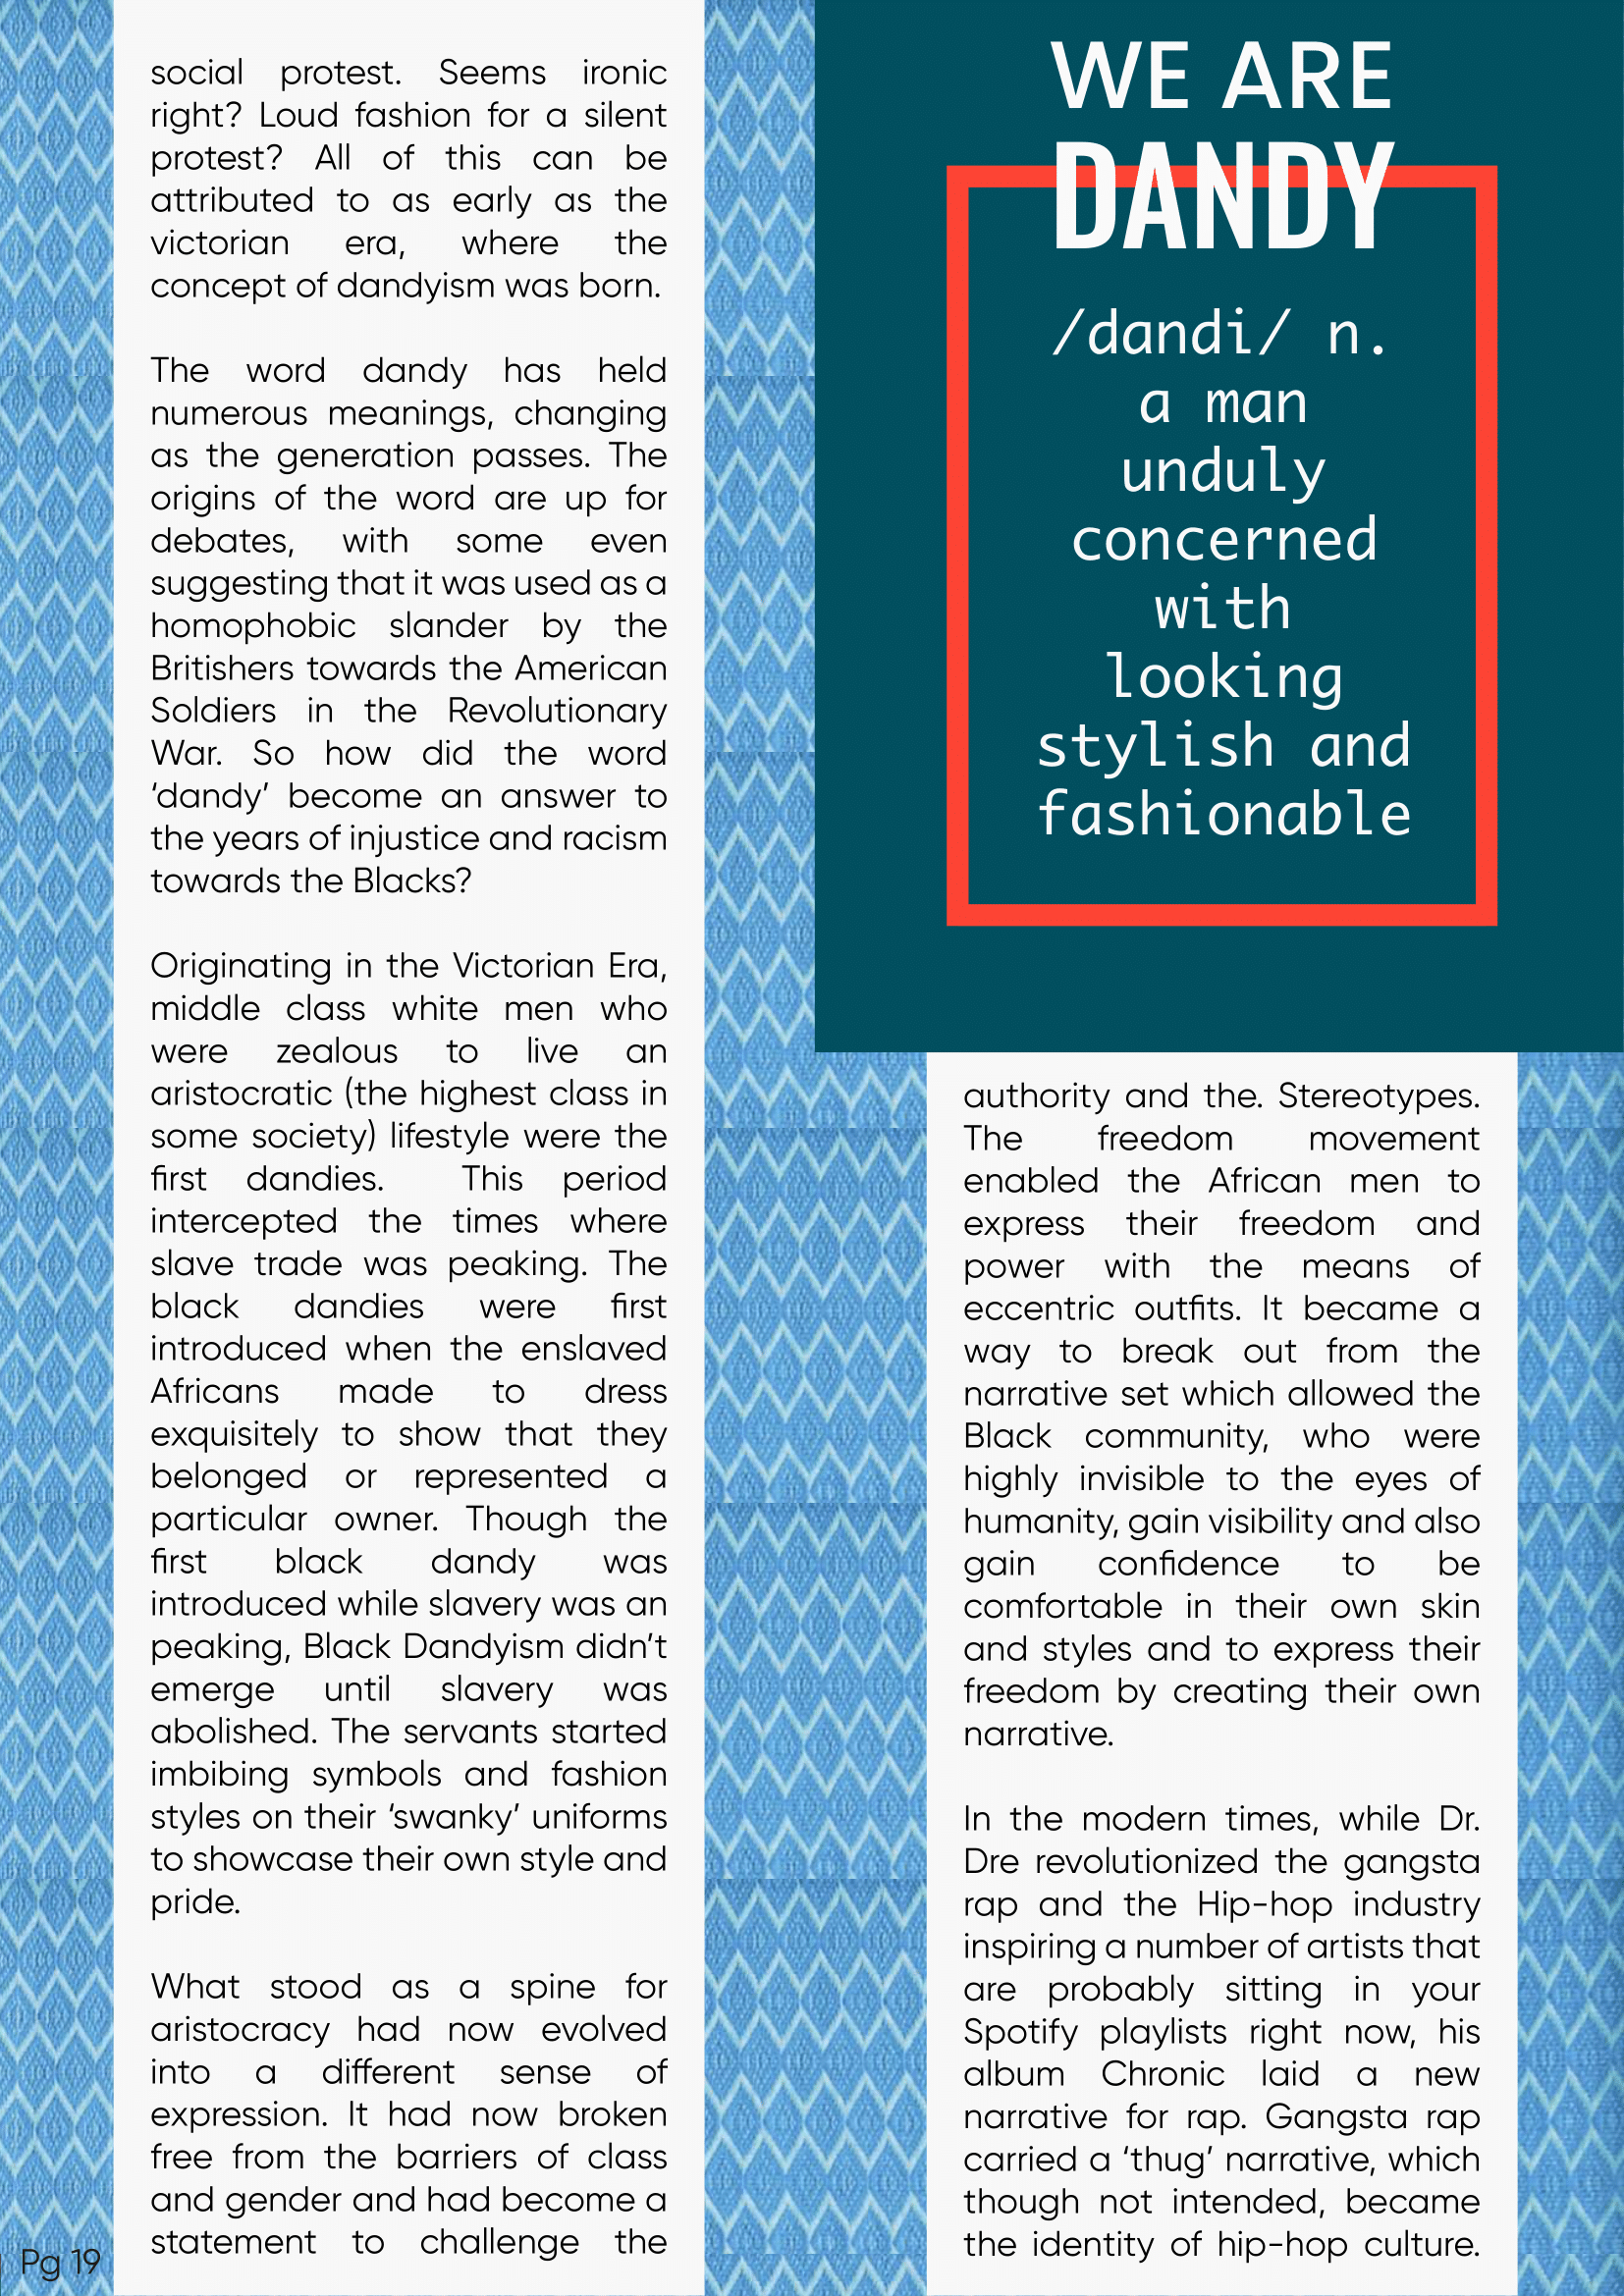 social protest. Seems ironic
right? Loud fashion for a silent
protest? All of this can be
attributed to as early as the
victorian era, where the
concept of dandyism was born.
The word dandy has held
numerous meanings, changing
as the generation passes. The
origins of the word are up for
debates, with some even
suggesting that it was used as a
homophobic slander by the
Britishers towards the American
Soldiers in the Revolutionary
War. So how did the word
‘dandy’ become an answer to
the years of injustice and racism
towards the Blacks?
Originating in the Victorian Era,
middle class white men who
were zealous to live an
aristocratic (the highest class in
some society) lifestyle were the
first dandies. This period
intercepted the times where
slave trade was peaking. The
black dandies were first
introduced when the enslaved
Africans made to dress
exquisitely to show that they
belonged or represented a
particular owner. Though the
first black dandy was
introduced while slavery was an
peaking, Black Dandyism didn’t
emerge until slavery was
abolished. The servants started
imbibing symbols and fashion
styles on their ‘swanky’ uniforms
to showcase their own style and
pride.
What stood as a spine for
aristocracy had now evolved
into a different sense of
expression. It had now broken
free from the barriers of class
and gender and had become a
statement to challenge the
WE ARE
DANDY
/dandi/ n.
a man
unduly
concerned
with
looking
stylish and
fashionable
authority and the. Stereotypes.
The freedom movement
enabled the African men to
express their freedom and
power with the means of
eccentric outfits. It became a
way to break out from the
narrative set which allowed the
Black community, who were
highly invisible to the eyes of
humanity, gain visibility and also
gain confidence to be
comfortable in their own skin
and styles and to express their
freedom by creating their own
narrative.
In the modern times, while Dr.
Dre revolutionized the gangsta
rap and the Hip-hop industry
inspiring a number of artists that
are probably sitting in your
Spotify playlists right now, his
album Chronic laid a new
narrative for rap. Gangsta rap
carried a ‘thug’ narrative, which
though not intended, became
the identity of hip-hop culture.
Pg 19